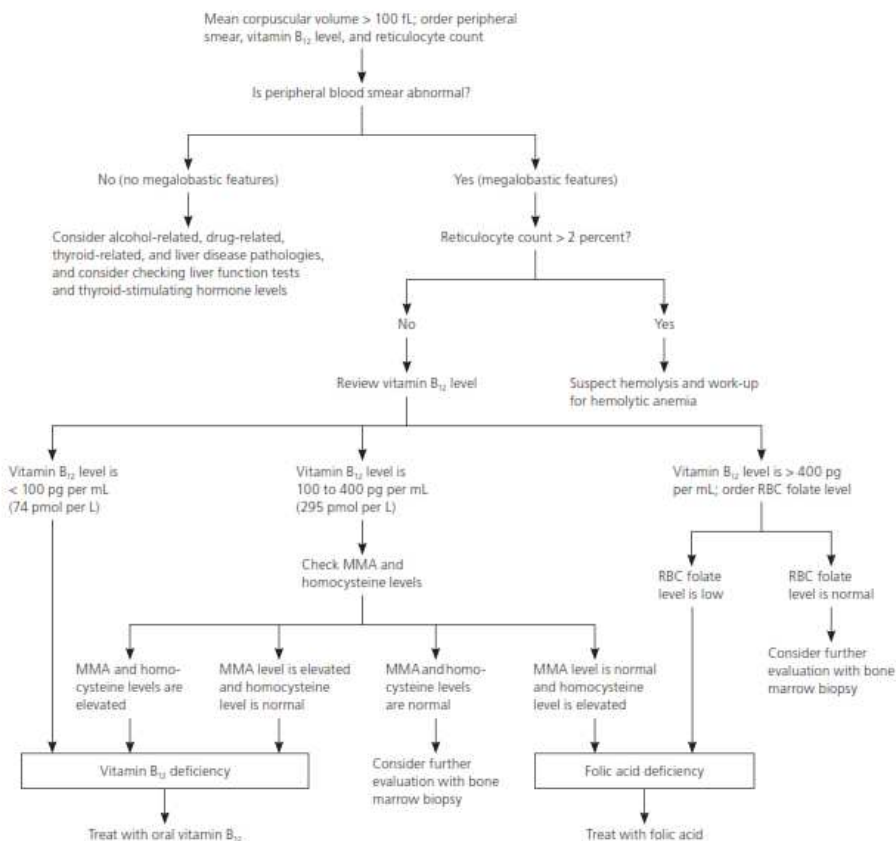 Mean corpuscular volume > 100 fL; order peripheral
smear, vitamin B₁₂ level, and reticulocyte count
Is peripheral blood smear abnormal?
No (no megalobastic features)
Yes (megalobastic features)
Consider alcohol-related, drug-related,
thyroid-related, and liver disease pathologies,
and consider checking liver function tests
and thyroid-stimulating hormone levels
Reticulocyte count > 2 percent?
No
Yes
Review vitamin B₁₂ level
Suspect hemolysis and work-up
for hemolytic anemia
Vitamin B₁₂ level is
< 100 pg per mL
(74 pmol per L)
Vitamin B₁₂ level is
100 to 400 pg per mL
(295 pmol per L)
Vitamin B₁₂ level is > 400 pg
per mL; order RBC folate level
Check MMA and
homocysteine levels
RBC folate
level is low
RBC folate
level is normal
Consider further
evaluation with bone
marrow biopsy
MMA and homo-
cysteine levels are
elevated
MMA level is elevated
and homocysteine
level is normal
MMA and homo-
cysteine levels
are normal
MMA level is normal
and homocysteine
level is elevated
Vitamin B₁₂ deficiency
Consider further
evaluation with bone
marrow biopsy
Folic acid deficiency
Treat with oral vitamin B₁₂
Treat with folic acid